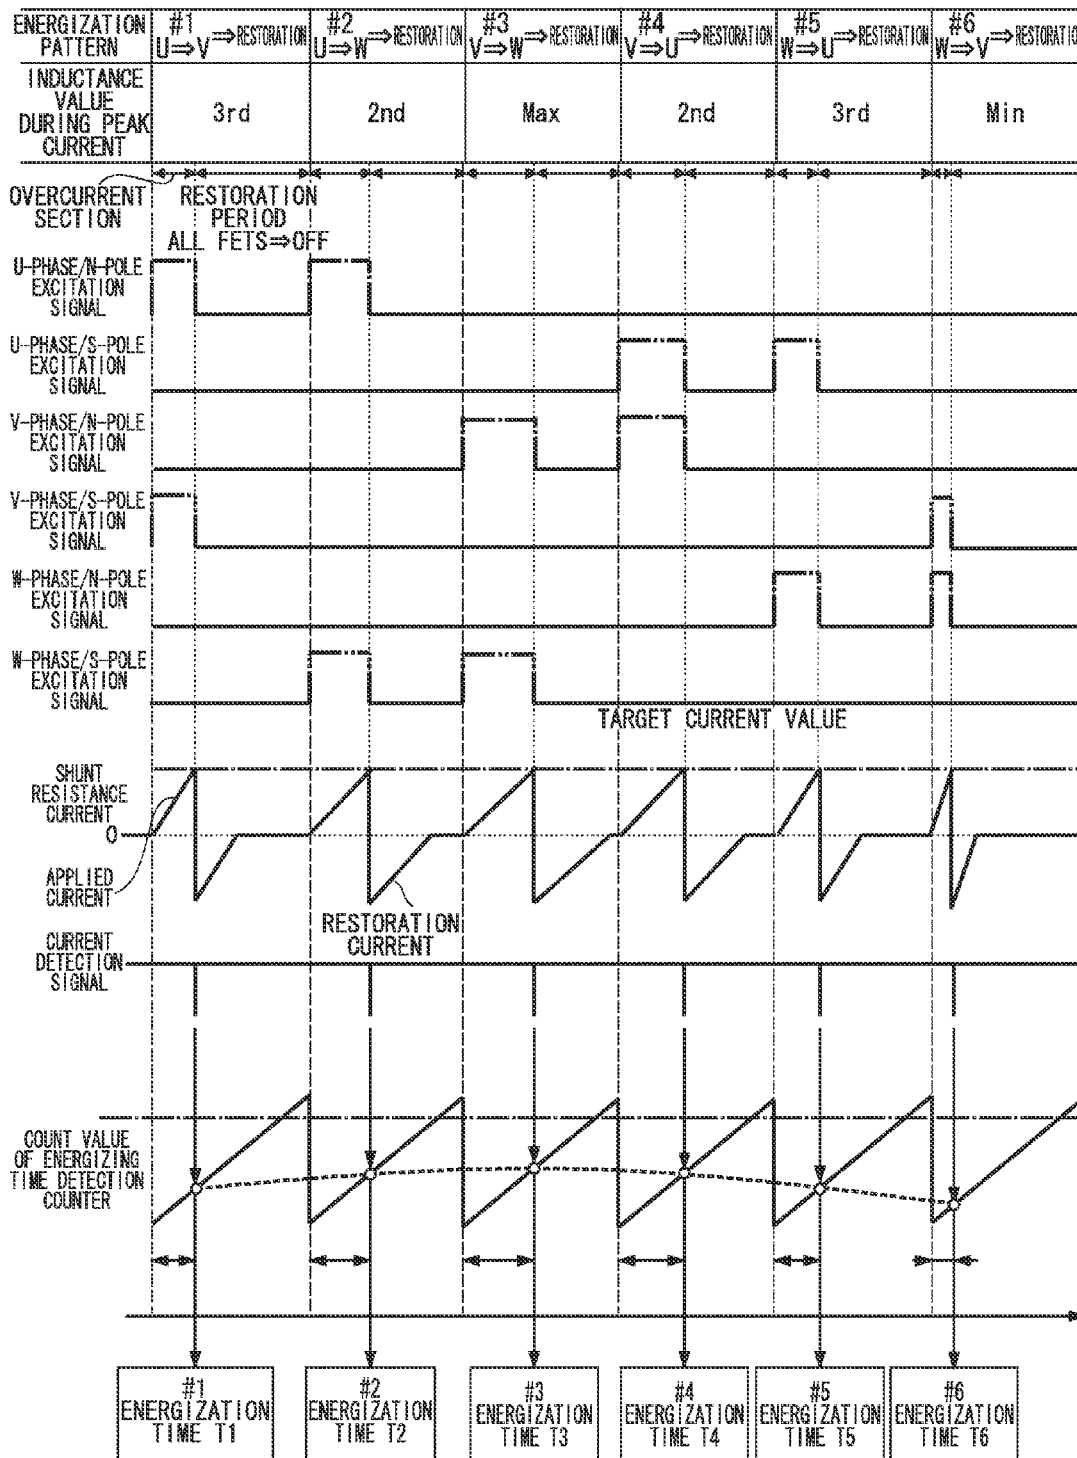 ENERGIZATION
PATTERN
#1
U⇒V⇒RESTORATION
#2
U⇒W⇒RESTORATION
#3
V⇒W⇒RESTORATION
#4
V⇒U⇒RESTORATION
#5
W⇒U⇒RESTORATION
#6
W⇒V⇒RESTORATION
INDUCTANCE
VALUE
DURING PEAK
CURRENT
3rd
2nd
Max
2nd
3rd
Min
OVERCURRENT
SECTION
RESTORATION
PERIOD
ALL FETS⇒OFF
U-PHASE/N-POLE
EXCITATION
SIGNAL
U-PHASE/S-POLE
EXCITATION
SIGNAL
V-PHASE/N-POLE
EXCITATION
SIGNAL
V-PHASE/S-POLE
EXCITATION
SIGNAL
W-PHASE/N-POLE
EXCITATION
SIGNAL
W-PHASE/S-POLE
EXCITATION
SIGNAL
TARGET CURRENT VALUE
SHUNT
RESISTANCE
CURRENT
0
APPLIED
CURRENT
RESTORATION
CURRENT
CURRENT
DETECTION
SIGNAL
COUNT VALUE
OF ENERGIZING
TIME DETECTION
COUNTER
#1
ENERGIZATION
TIME T1
#2
ENERGIZATION
TIME T2
#3
ENERGIZATION
TIME T3
#4
ENERGIZATION
TIME T4
#5
ENERGIZATION
TIME T5
#6
ENERGIZATION
TIME T6